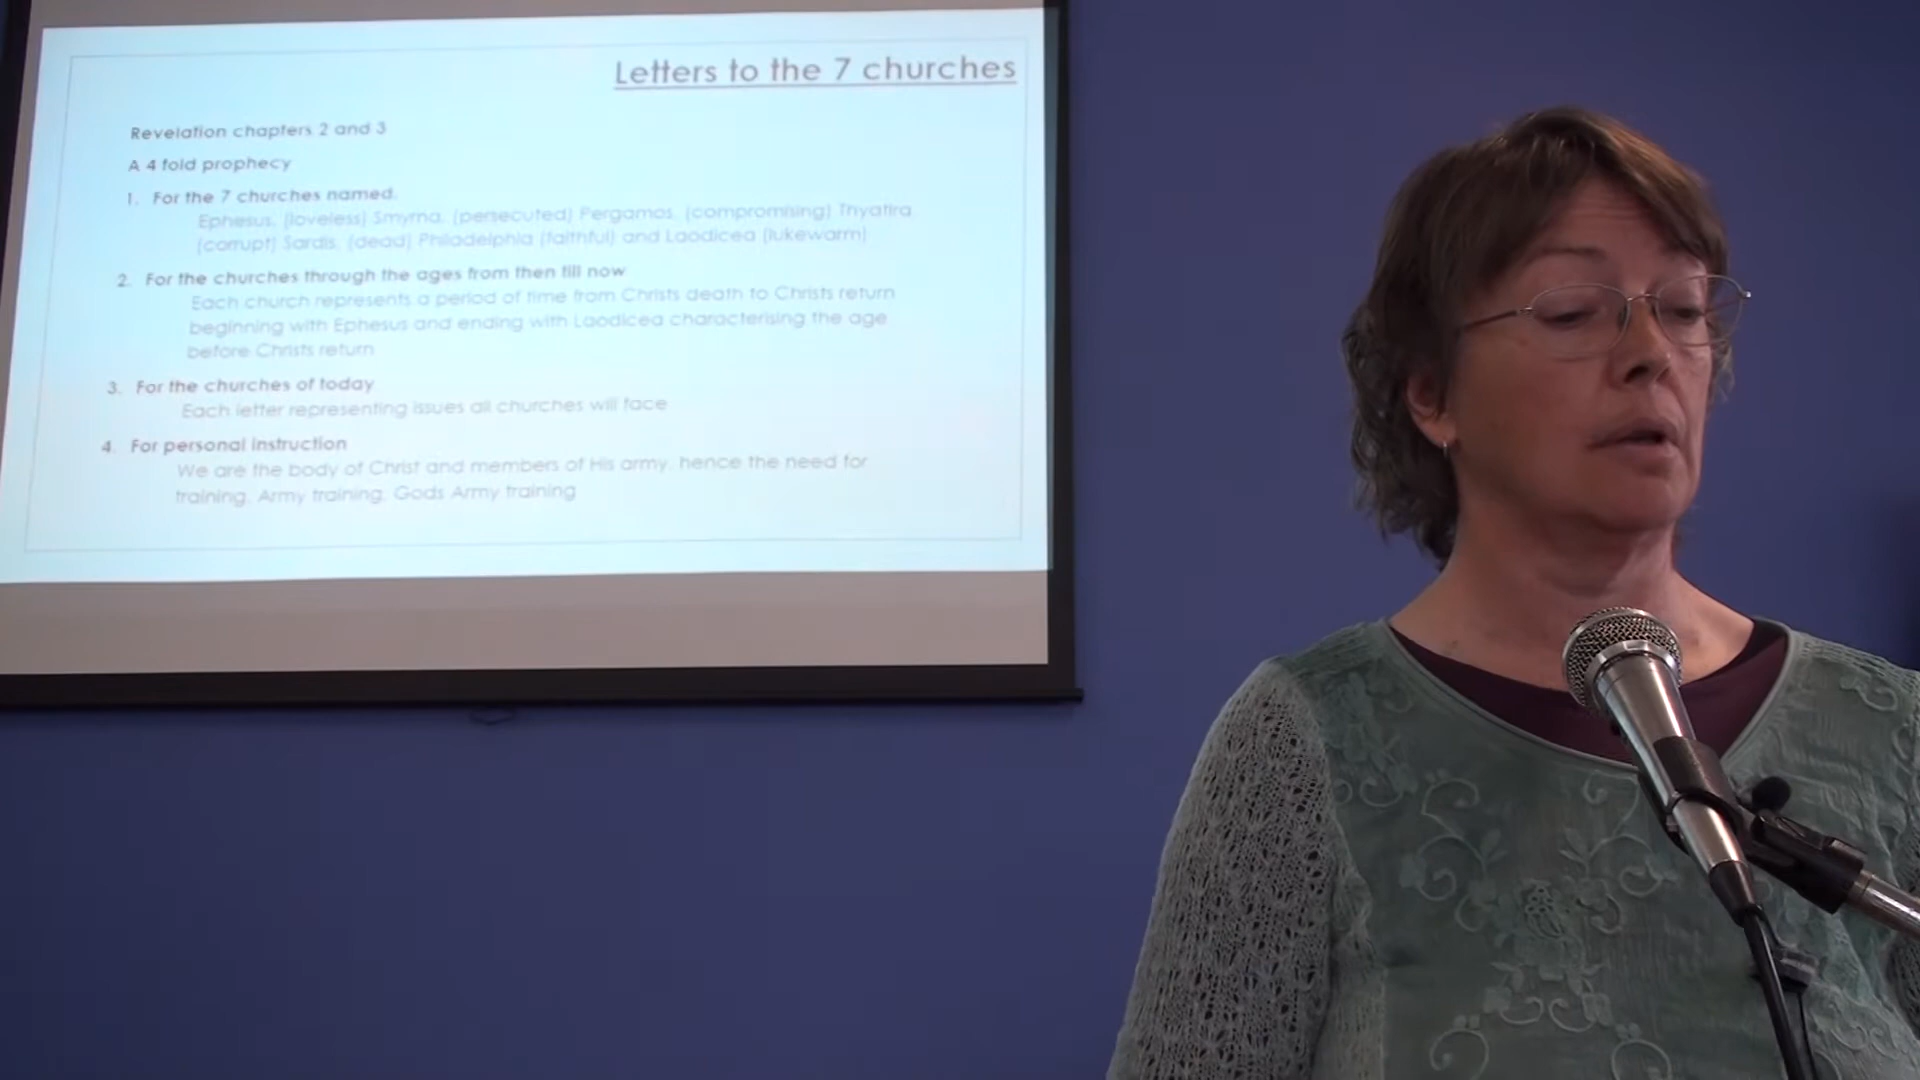 Letters to the 7 churches
Revelation chapters 2 and 3
A 4 fold prophecy
1. For the 7 churches named.
Ephesus, (loveless) Smyrna, (persecuted) Pergamos, (compromising) Thyatira
(corrupt) Sardis, (dead) Philadelphia (faithful) and Laodicea (lukewarm)
2. For the churches through the ages from then till now
Each church represents a period of time from Christs death to Christs return
beginning with Ephesus and ending with Laodicea characterising the age
before Christs return
3. For the churches of today
Each letter representing issues all churches will face
4. For personal instruction
We are the body of Christ and members of His army, hence the need for
training. Army training. Gods Army training